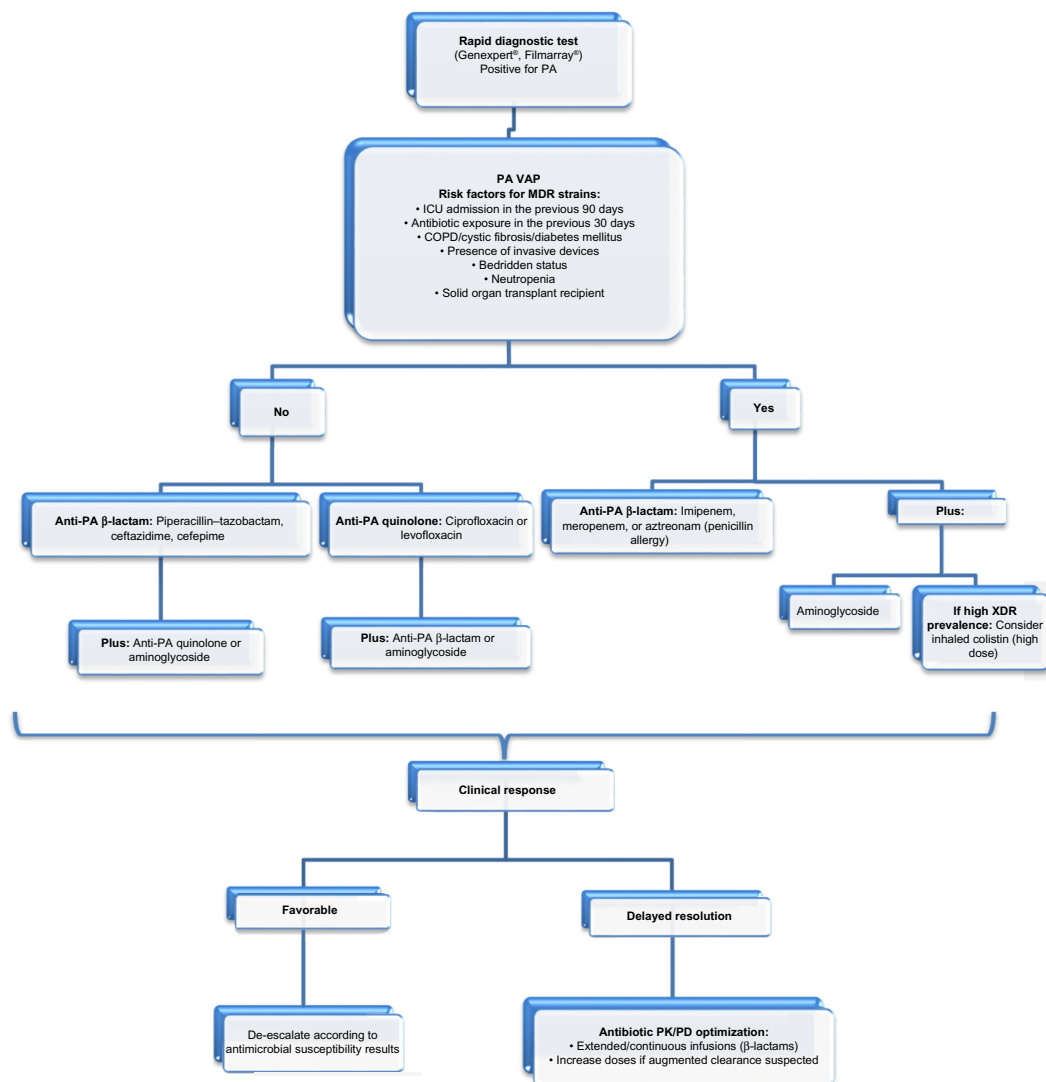 Rapid diagnostic test
(Genexpert®, Filmarray®)
Positive for PA
PA VAP
Risk factors for MDR strains:
• ICU admission in the previous 90 days
• Antibiotic exposure in the previous 30 days
• COPD/cystic fibrosis/diabetes mellitus
• Presence of invasive devices
• Bedridden status
• Neutropenia
• Solid organ transplant recipient
No
Yes
Anti-PA β-lactam: Piperacillin–tazobactam,
ceftazidime, cefepime
Anti-PA quinolone: Ciprofloxacin or
levofloxacin
Anti-PA β-lactam: Imipenem,
meropenem, or aztreonam (penicillin
allergy)
Plus:
Plus: Anti-PA quinolone or
aminoglycoside
Plus: Anti-PA β-lactam or
aminoglycoside
Aminoglycoside
If high XDR
prevalence: Consider
inhaled colistin (high
dose)
Clinical response
Favorable
Delayed resolution
De-escalate according to
antimicrobial susceptibility results
Antibiotic PK/PD optimization:
• Extended/continuous infusions (β-lactams)
• Increase doses if augmented clearance suspected